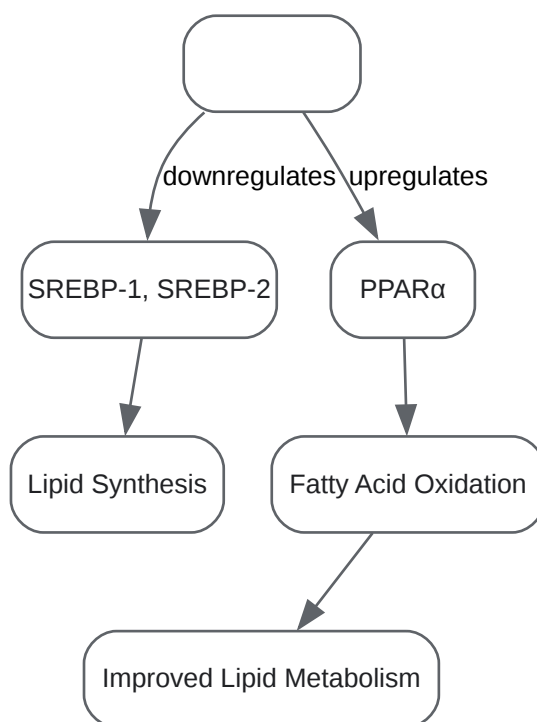 downregulates
upregulates
SREBP-1, SREBP-2
PPARα
Lipid Synthesis
Fatty Acid Oxidation
Improved Lipid Metabolism